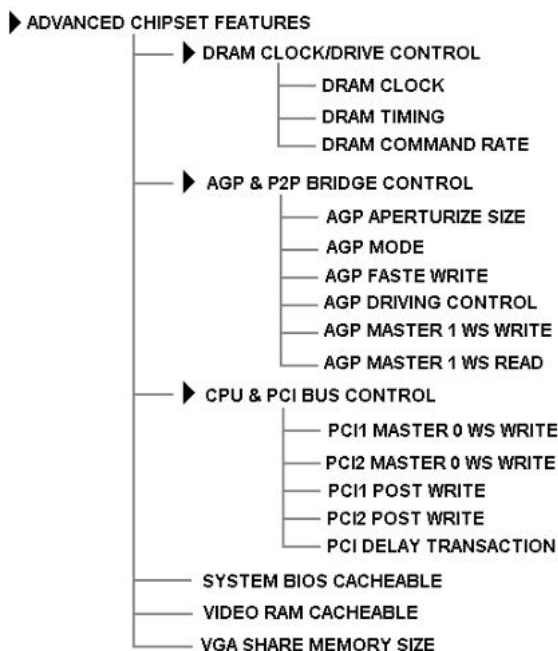 ADVANCED CHIPSET FEATURES
DRAM CLOCK/DRIVE CONTROL
DRAM CLOCK
DRAM TIMING
DRAM COMMAND RATE
AGP & P2P BRIDGE CONTROL
AGP APERTURIZE SIZE
AGP MODE
AGP FASTE WRITE
AGP DRIVING CONTROL
AGP MASTER 1 WS WRITE
AGP MASTER 1 WS READ
CPU & PCI BUS CONTROL
PCI1 MASTER 0 WS WRITE
PCI2 MASTER 0 WS WRITE
PCI1 POST WRITE
PCI2 POST WRITE
PCI DELAY TRANSACTION
SYSTEM BIOS CACHEABLE
VIDEO RAM CACHEABLE
VGA SHARE MEMORY SIZE